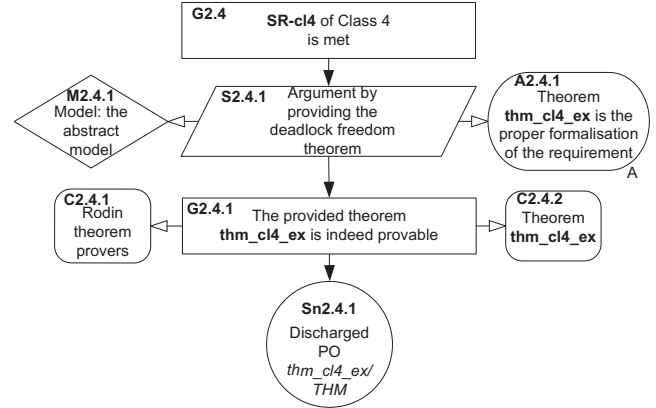 G2.4
SR-cl4 of Class 4
is met
M2.4.1
Model: the
abstract
model
S2.4.1
Argument by
providing the
deadlock freedom
theorem
A2.4.1
Theorem
thm_cl4_ex is the
proper formalisation
of the requirement
A
C2.4.1
Rodin
theorem
provers
G2.4.1
The provided theorem
thm_cl4_ex is indeed provable
C2.4.2
Theorem
thm_cl4_ex
Sn2.4.1
Discharged
PO
thm_cl4_ex/
THM